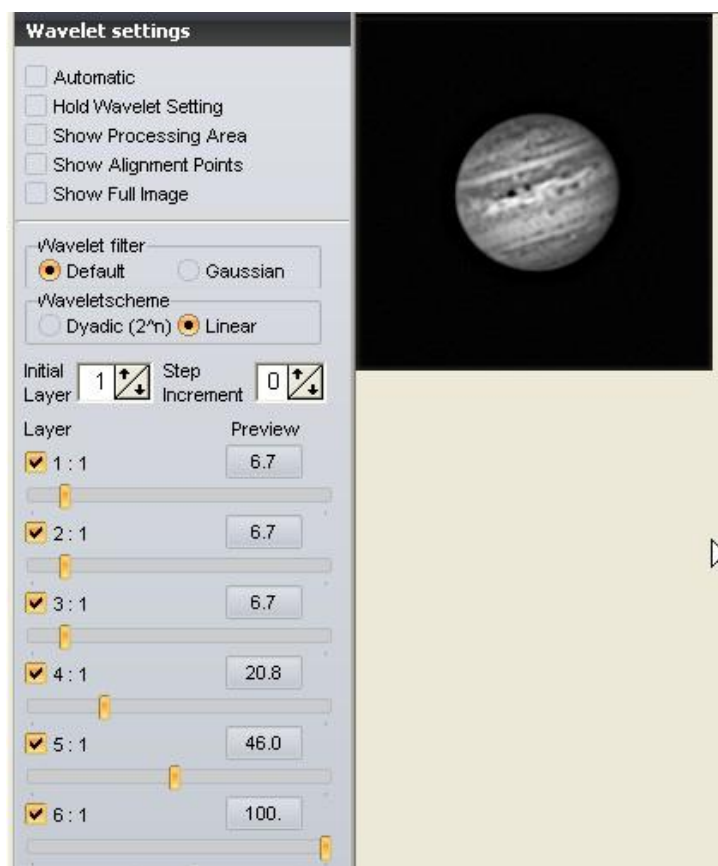 Wavelet settings
Automatic
Hold Wavelet Setting
Show Processing Area
Show Alignment Points
Show Full Image
Wavelet filter
Default Gaussian
Waveletscheme
Dyadic (2^n) Linear
Initial Layer 1 Step Increment 0
Layer Preview
1 : 1 6.7
2 : 1 6.7
3 : 1 6.7
4 : 1 20.8
5 : 1 46.0
6 : 1 100.